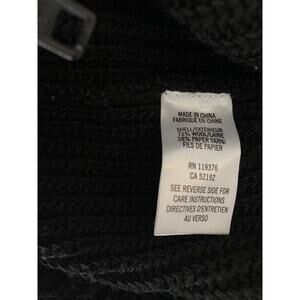 MADE IN CHINA
FABRIQUÉ EN CHINE
SHELL/EXTÉRIEUR
72% WOOL/LAINE
28% PAPER YARN/
FILS DE PAPIER
RN 119376
CA 52192
SEE REVERSE SIDE FOR
CARE INSTRUCTIONS
DIRECTIVES D'ENTRETIEN
AU VERSO